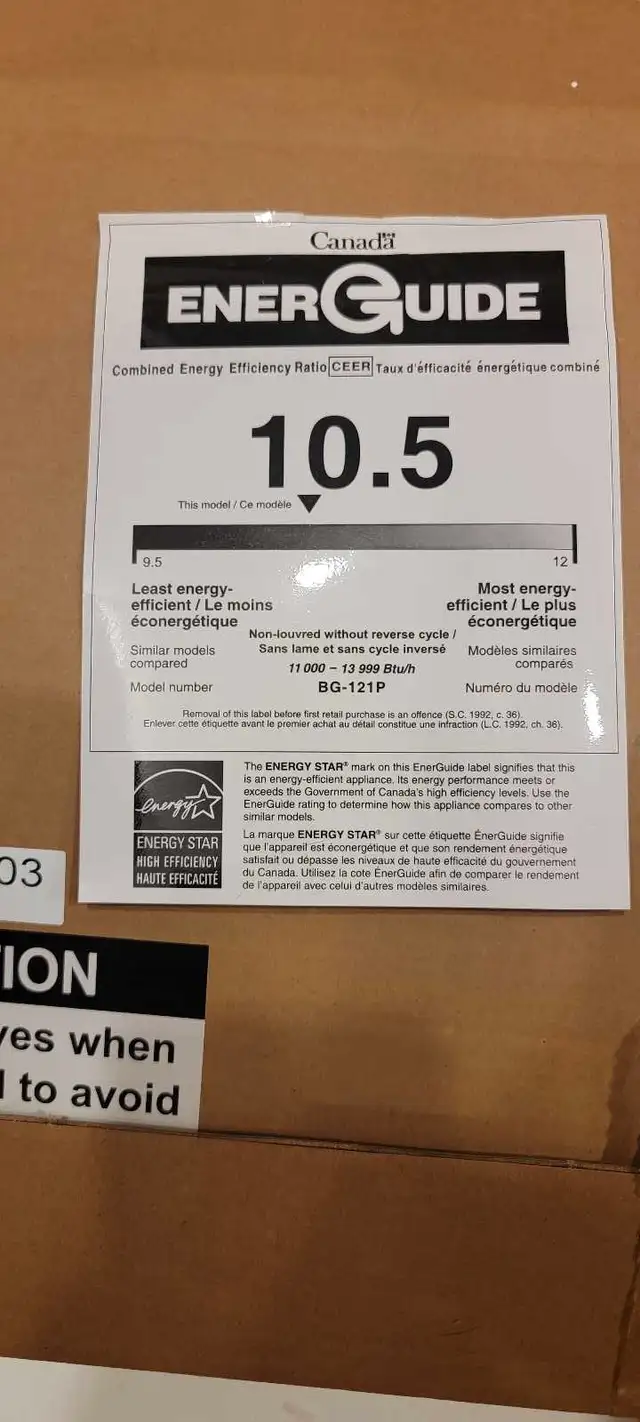 Canada
ENERGUIDE
Combined Energy Efficiency Ratio CEER Taux d'éfficacité énergétique combiné
10.5
This model / Ce modèle
9.5 12
Least energy-
efficient / Le moins
éconergétique
Most energy-
efficient / Le plus
éconergétique
Non-louvred without reverse cycle /
Sans lame et sans cycle inversé
Similar models
compared
11 000 – 13 999 Btu/h
Modèles similaires
comparés
Model number BG-121P Numéro du modèle
Removal of this label before first retail purchase is an offence (S.C. 1992, c. 36).
Enlever cette étiquette avant le premier achat au détail constitue une infraction (L.C. 1992, ch. 36).
energy
ENERGY STAR
HIGH EFFICIENCY
HAUTE EFFICACITÉ
The ENERGY STAR® mark on this EnerGuide label signifies that this
is an energy-efficient appliance. Its energy performance meets or
exceeds the Government of Canada's high efficiency levels. Use the
EnerGuide rating to determine how this appliance compares to other
similar models.
La marque ENERGY STAR® sur cette étiquette ÉnerGuide signifie
que l'appareil est éconergétique et que son rendement énergétique
satisfait ou dépasse les niveaux de haute efficacité du gouvernement
du Canada. Utilisez la cote ÉnerGuide afin de comparer le rendement
de l'appareil avec celui d'autres modèles similaires.
03
ION
yes when
to avoid